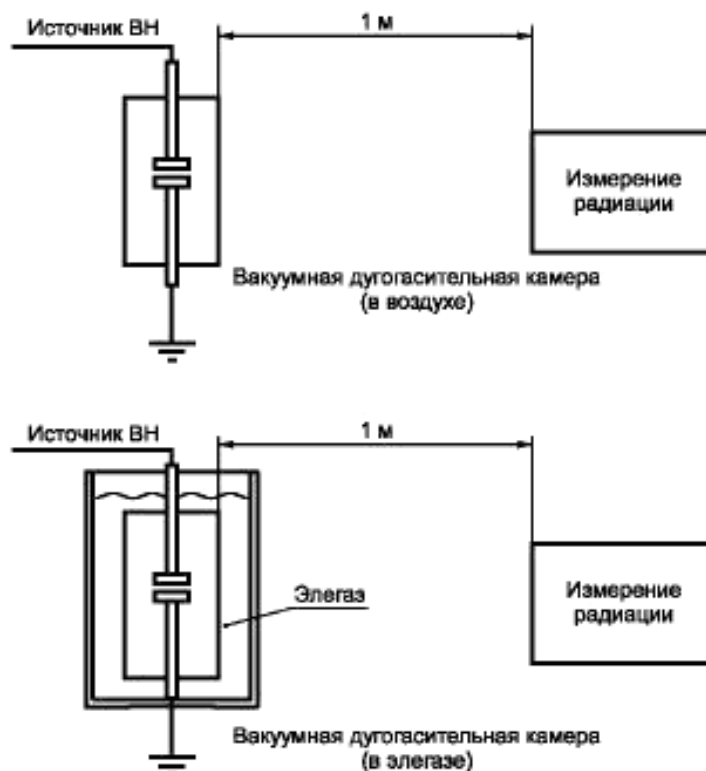 Источник ВН
1 м
Измерение
радиации
Вакуумная дугогасительная камера
(в воздухе)
Источник ВН
1 м
Элегаз
Измерение
радиации
Вакуумная дугогасительная камера
(в элегазе)